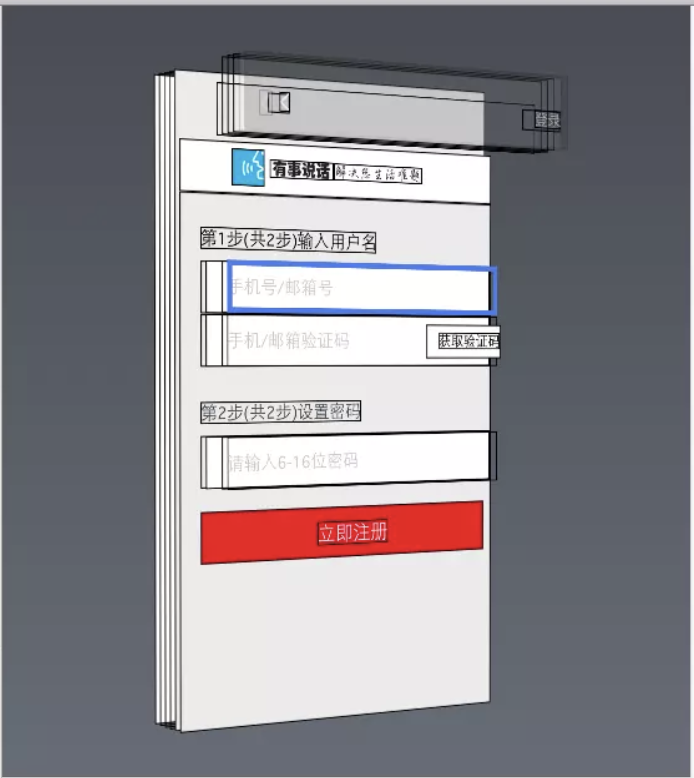 登录
有事说话 解决您生活难题
第1步(共2步)输入用户名
手机号/邮箱号
手机/邮箱验证码
获取验证码
第2步(共2步)设置密码
请输入6-16位密码
立即注册